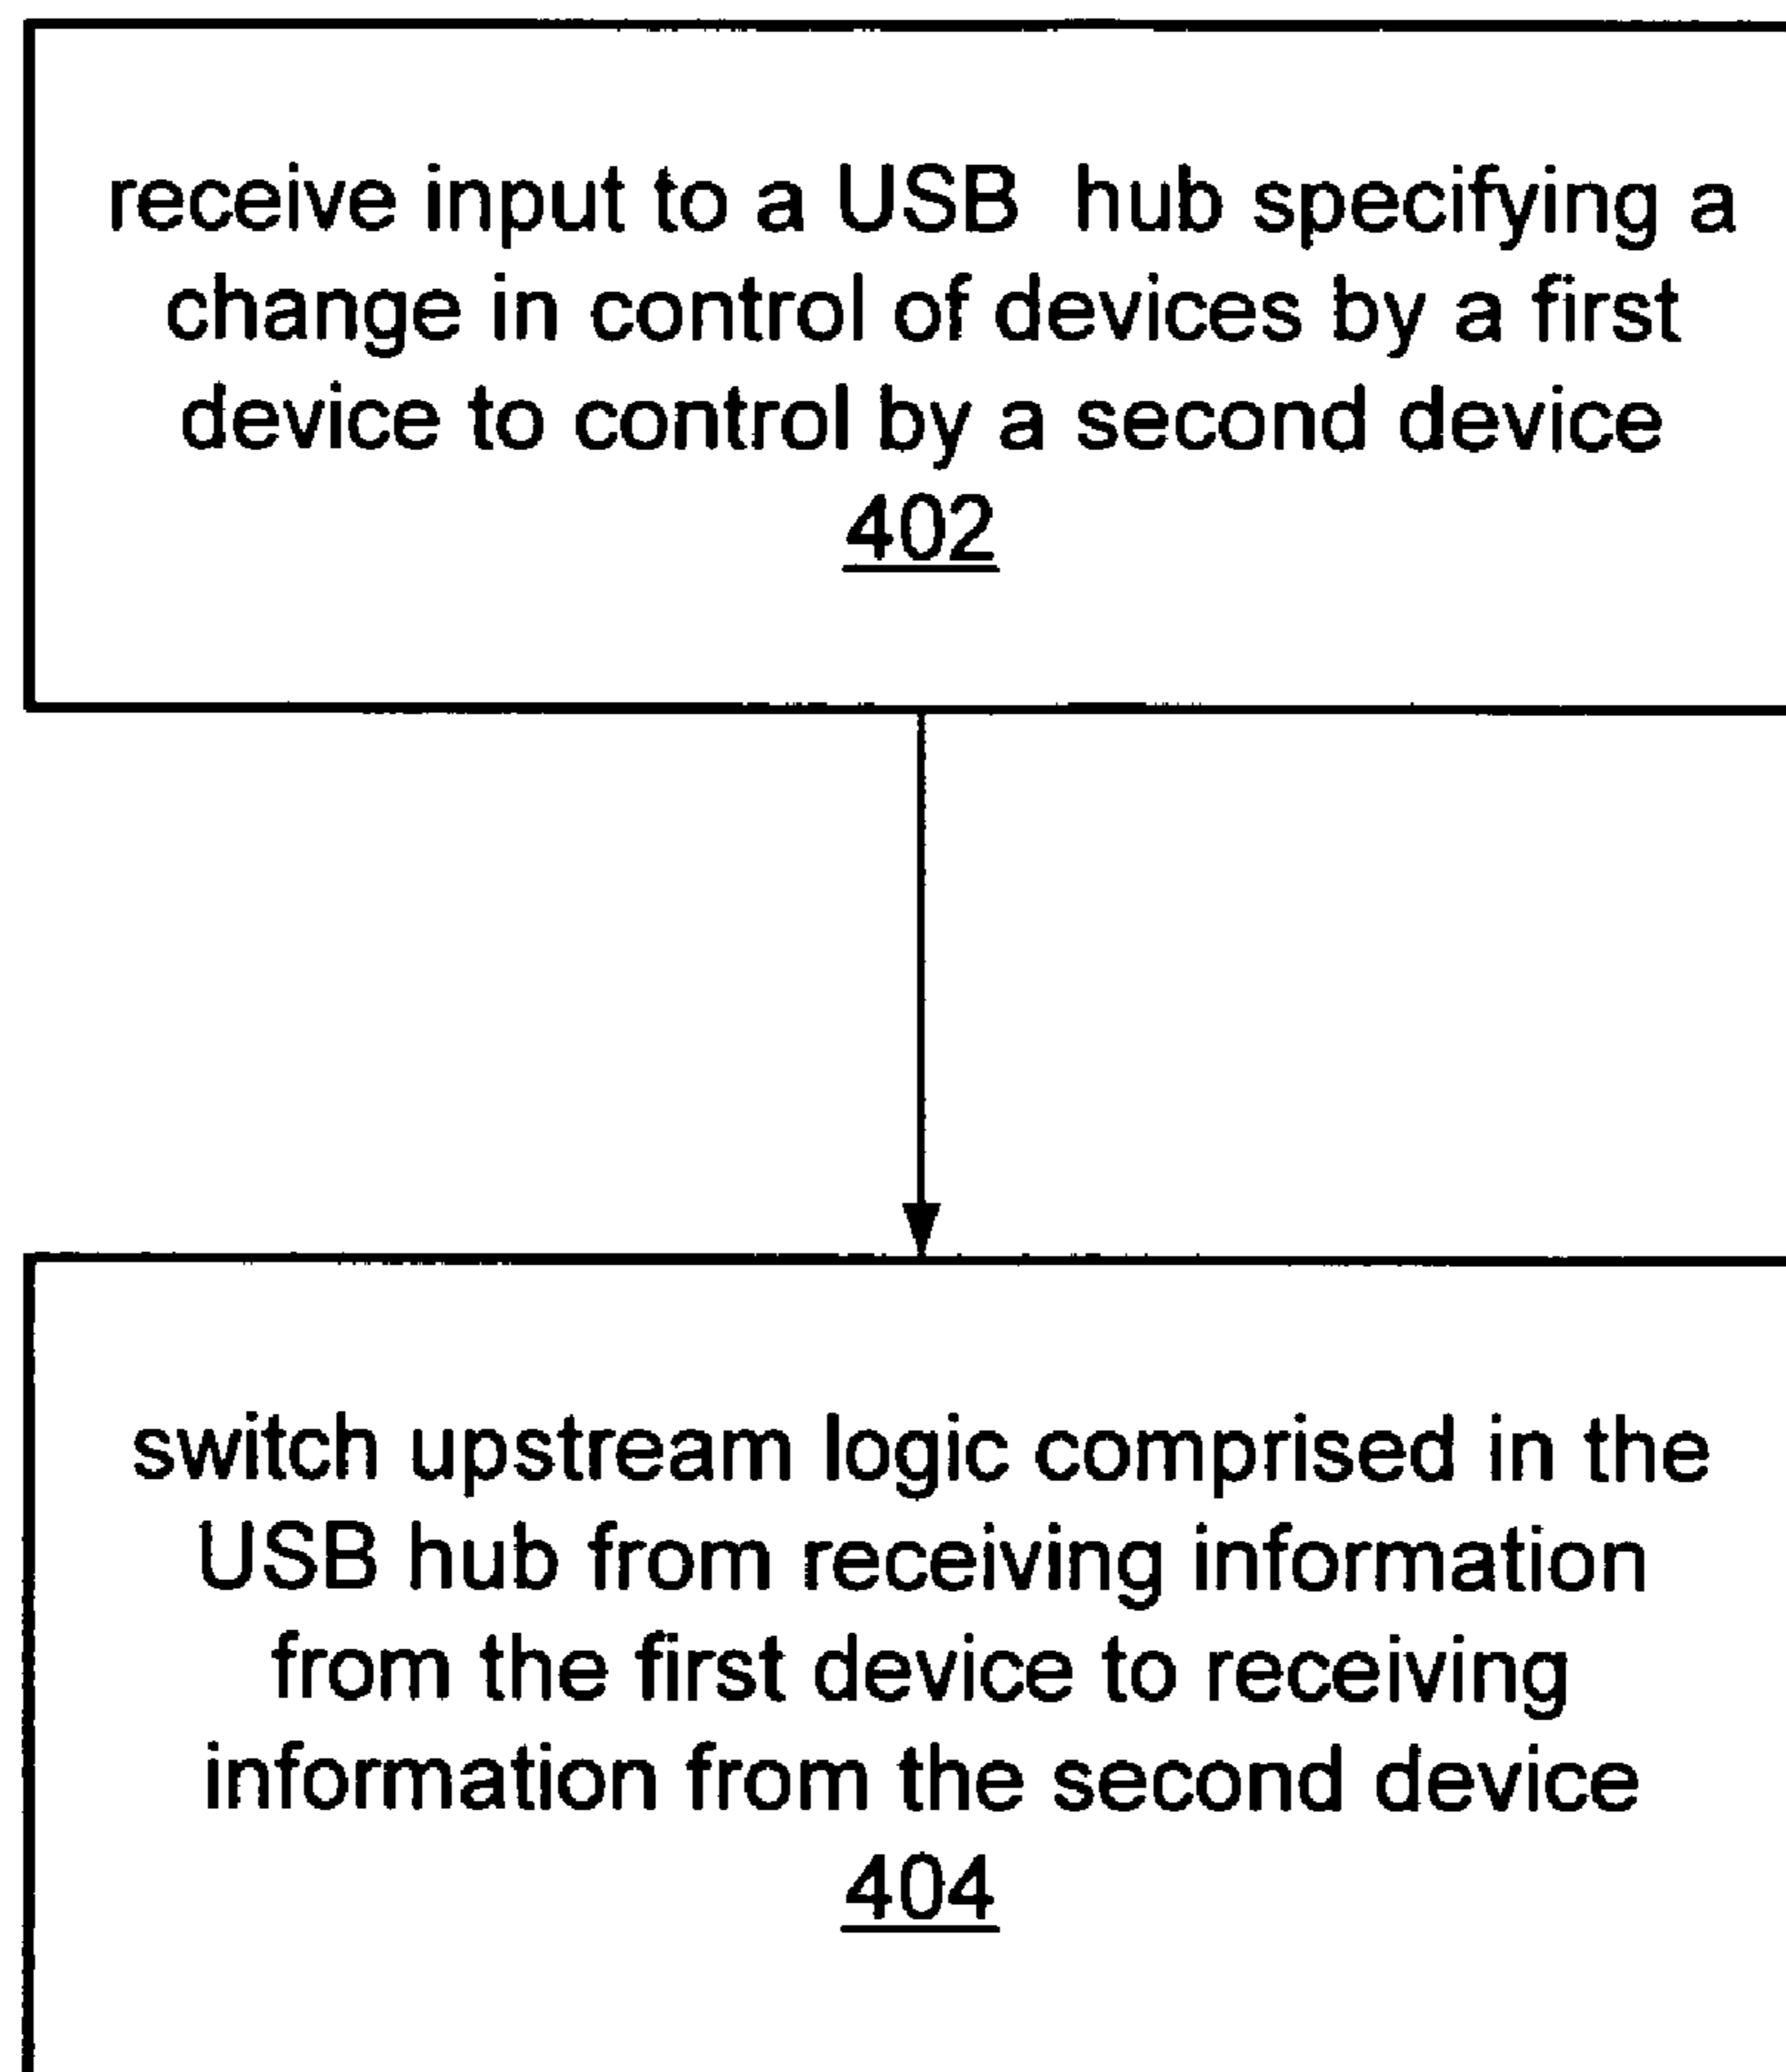 receive input to a USB hub specifying a
change in control of devices by a first
device to control by a second device
402
switch upstream logic comprised in the
USB hub from receiving information
from the first device to receiving
information from the second device
404